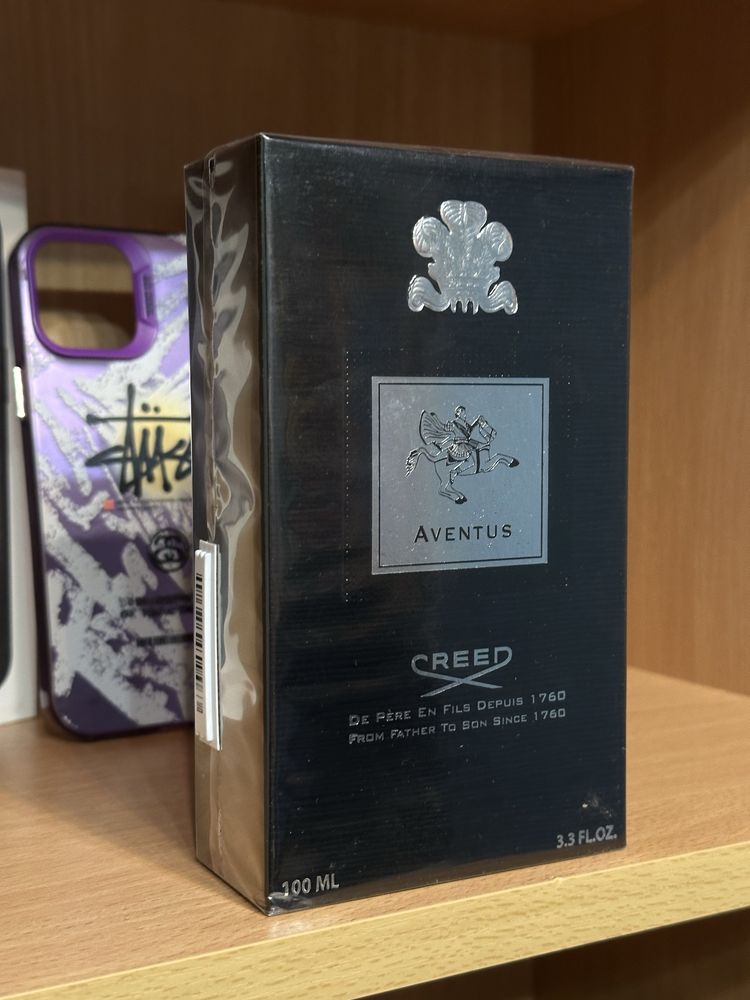 AVENTUS
CREED
DE PÈRE EN FILS DEPUIS 1760
FROM FATHER TO SON SINCE 1760
100 ML
3.3 FL.OZ.